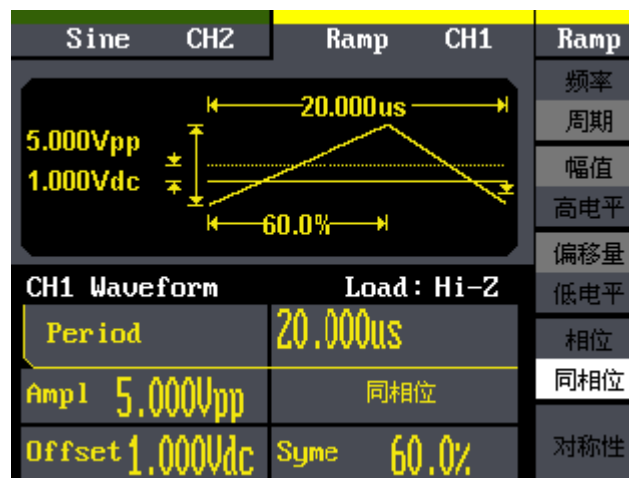 Sine CH2 Ramp CH1 Ramp
频率
周期
幅值
高电平
偏移量
低电平
相位
同相位
对称性
20.000us
5.000Vpp
1.000Vdc
60.0%
CH1 Waveform Load: Hi-Z
Period 20.000us
Ampl 5.000Vpp 同相位
Offset 1.000Vdc Syme 60.0%